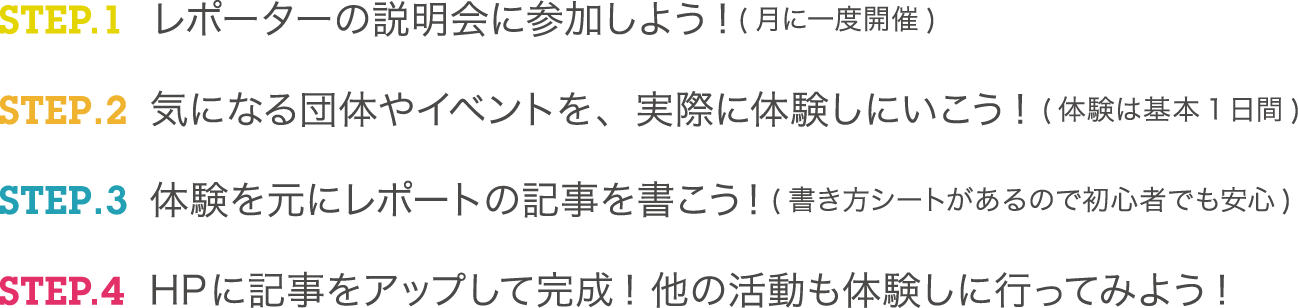 STEP.1 レポーターの説明会に参加しよう！(月に一度開催)
STEP.2 気になる団体やイベントを、実際に体験しにいこう！(体験は基本1日間)
STEP.3 体験を元にレポートの記事を書こう！(書き方シートがあるので初心者でも安心)
STEP.4 HPに記事をアップして完成！他の活動も体験しに行ってみよう！